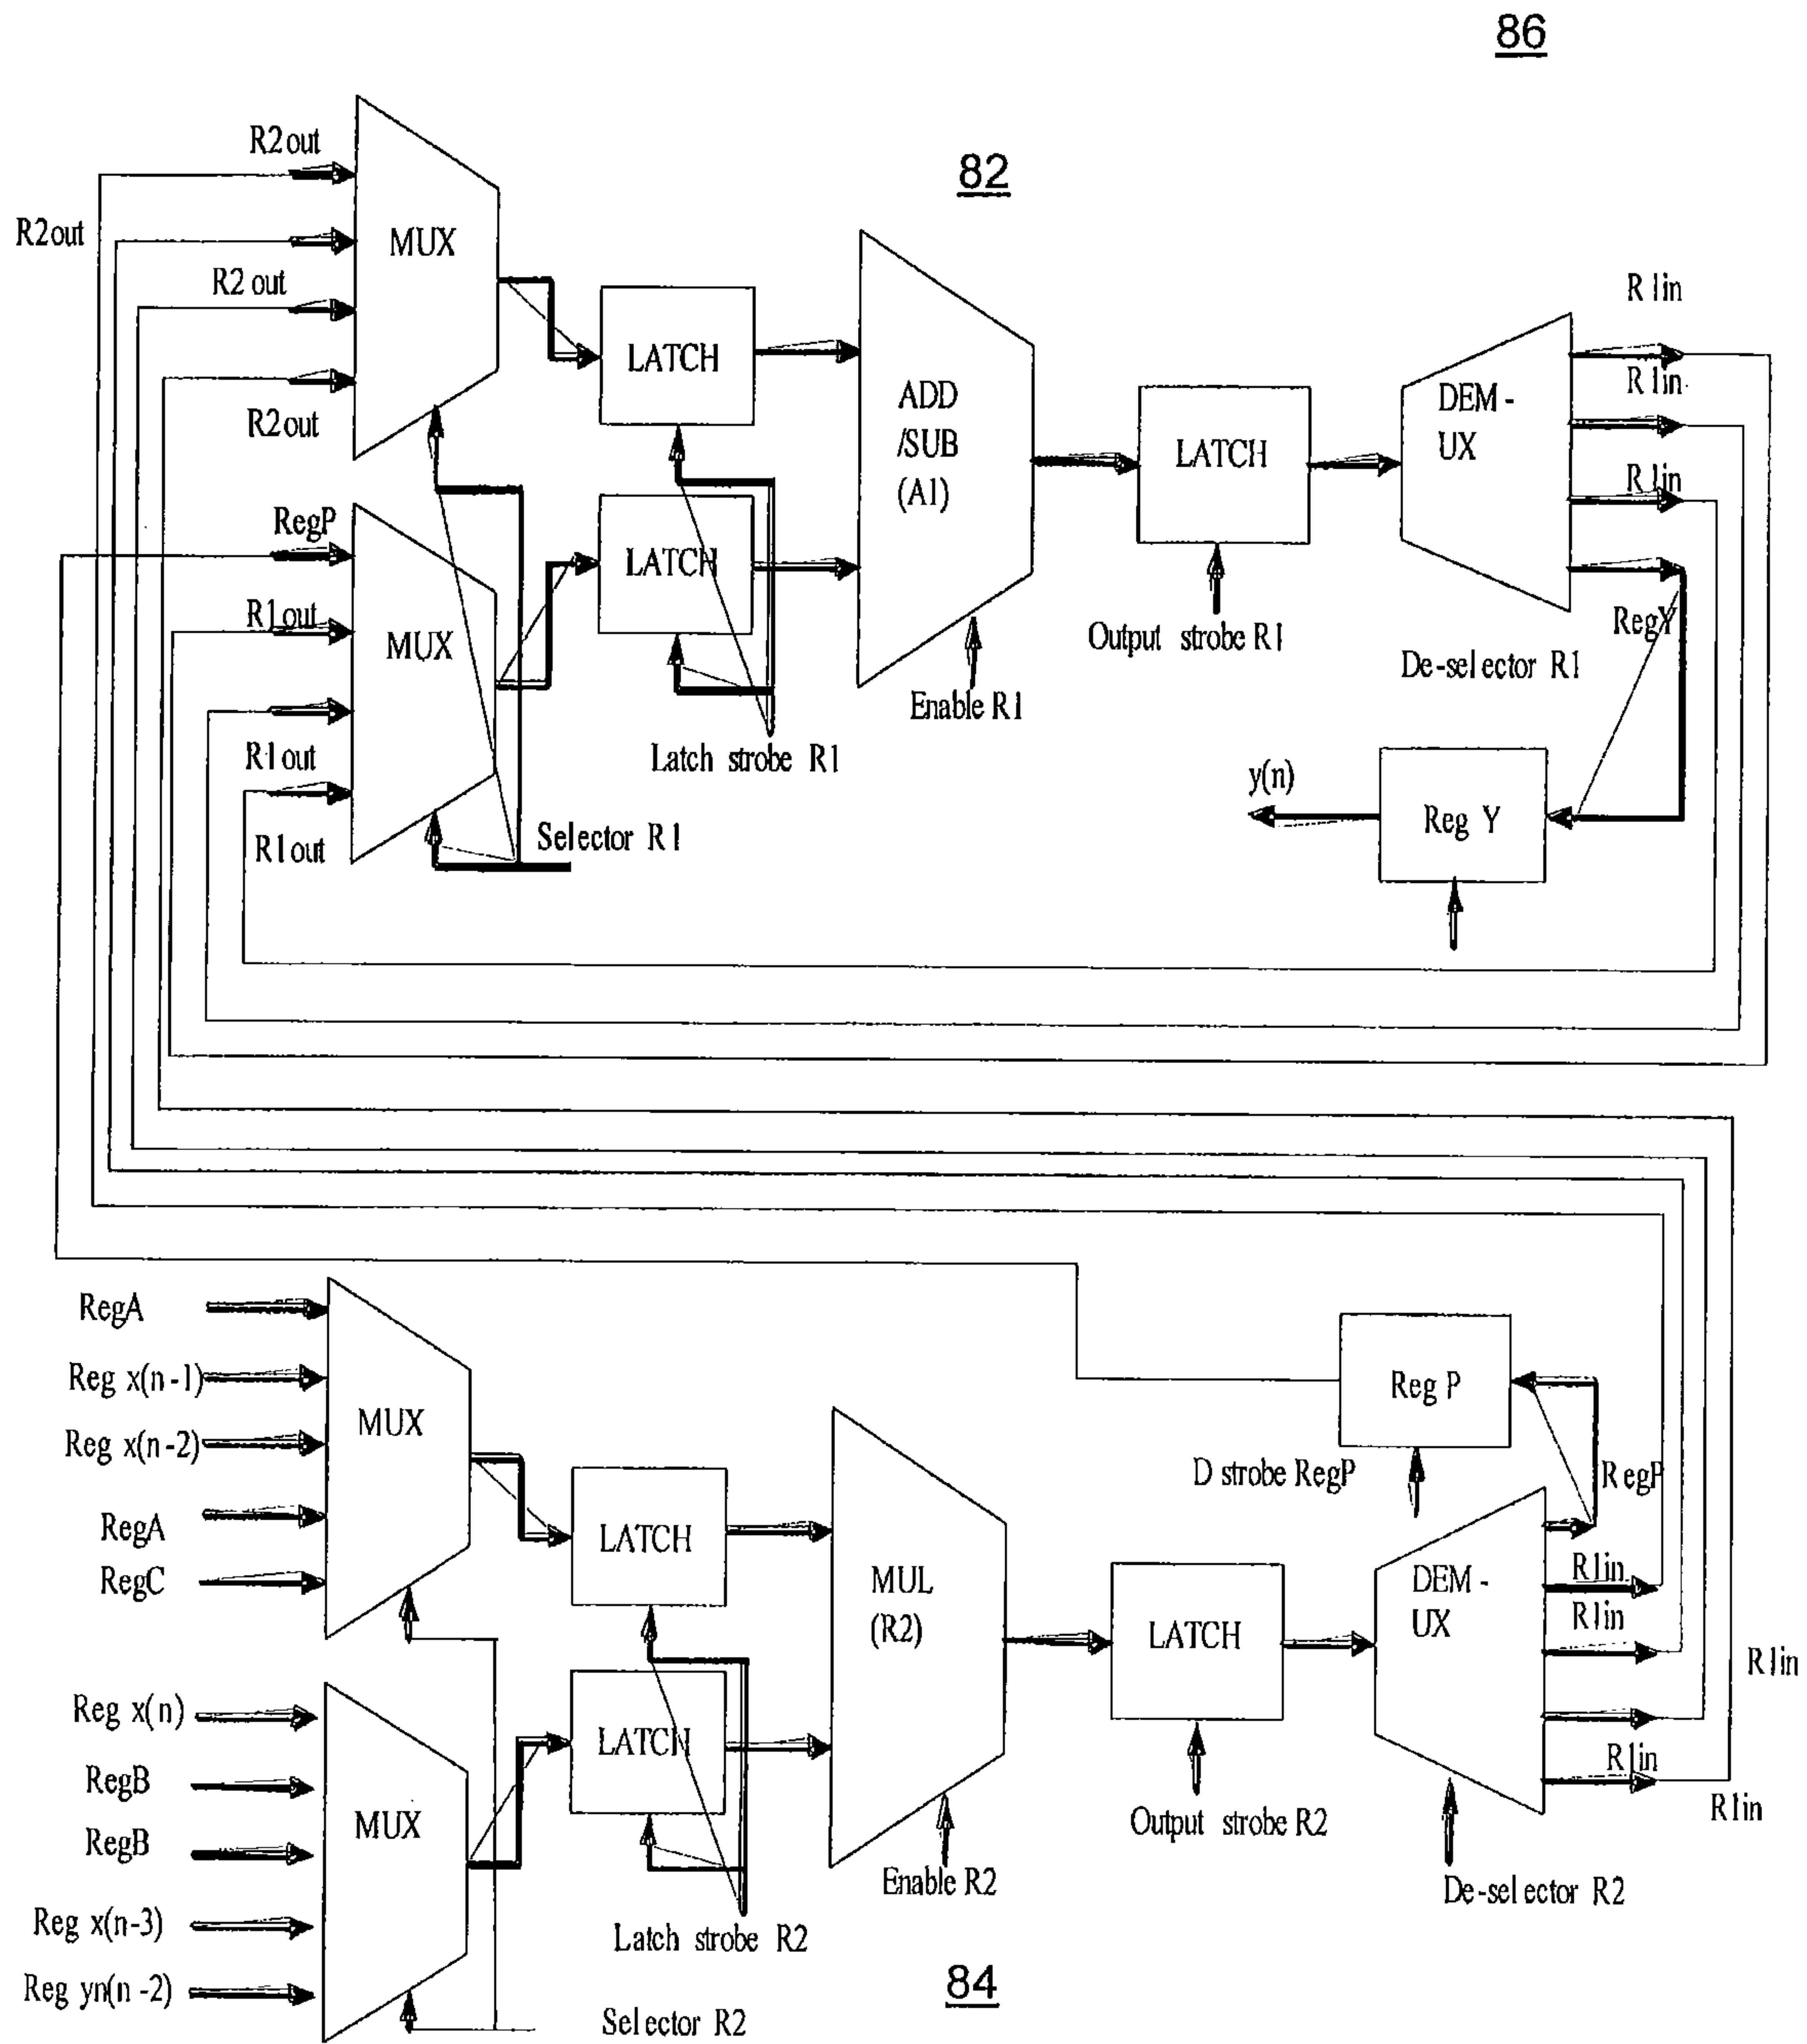 86
R2out
82
R2out
MUX
R2out
R1in
LATCH
R1in
ADD
/SUB
(A1)
DEM-
UX
R2out
LATCH
R1in
RegP
LATCH
R1out
MUX
Output strobe R1
RegY
De-selector R1
Enable R1
R1out
Latch strobe R1
y(n)
Reg Y
R1out
Selector R1
RegA
Reg x(n-1)
Reg P
MUX
Reg x(n-2)
D strobe RegP
RegP
RegA
LATCH
RegC
MUL
(R2)
DEM-
UX
R1in
R1in
LATCH
R1in
Reg x(n)
LATCH
RegB
R1in
MUX
Output strobe R2
R1in
RegB
Enable R2
De-selector R2
Reg x(n-3)
Latch strobe R2
Reg yn(n-2)
84
Selector R2